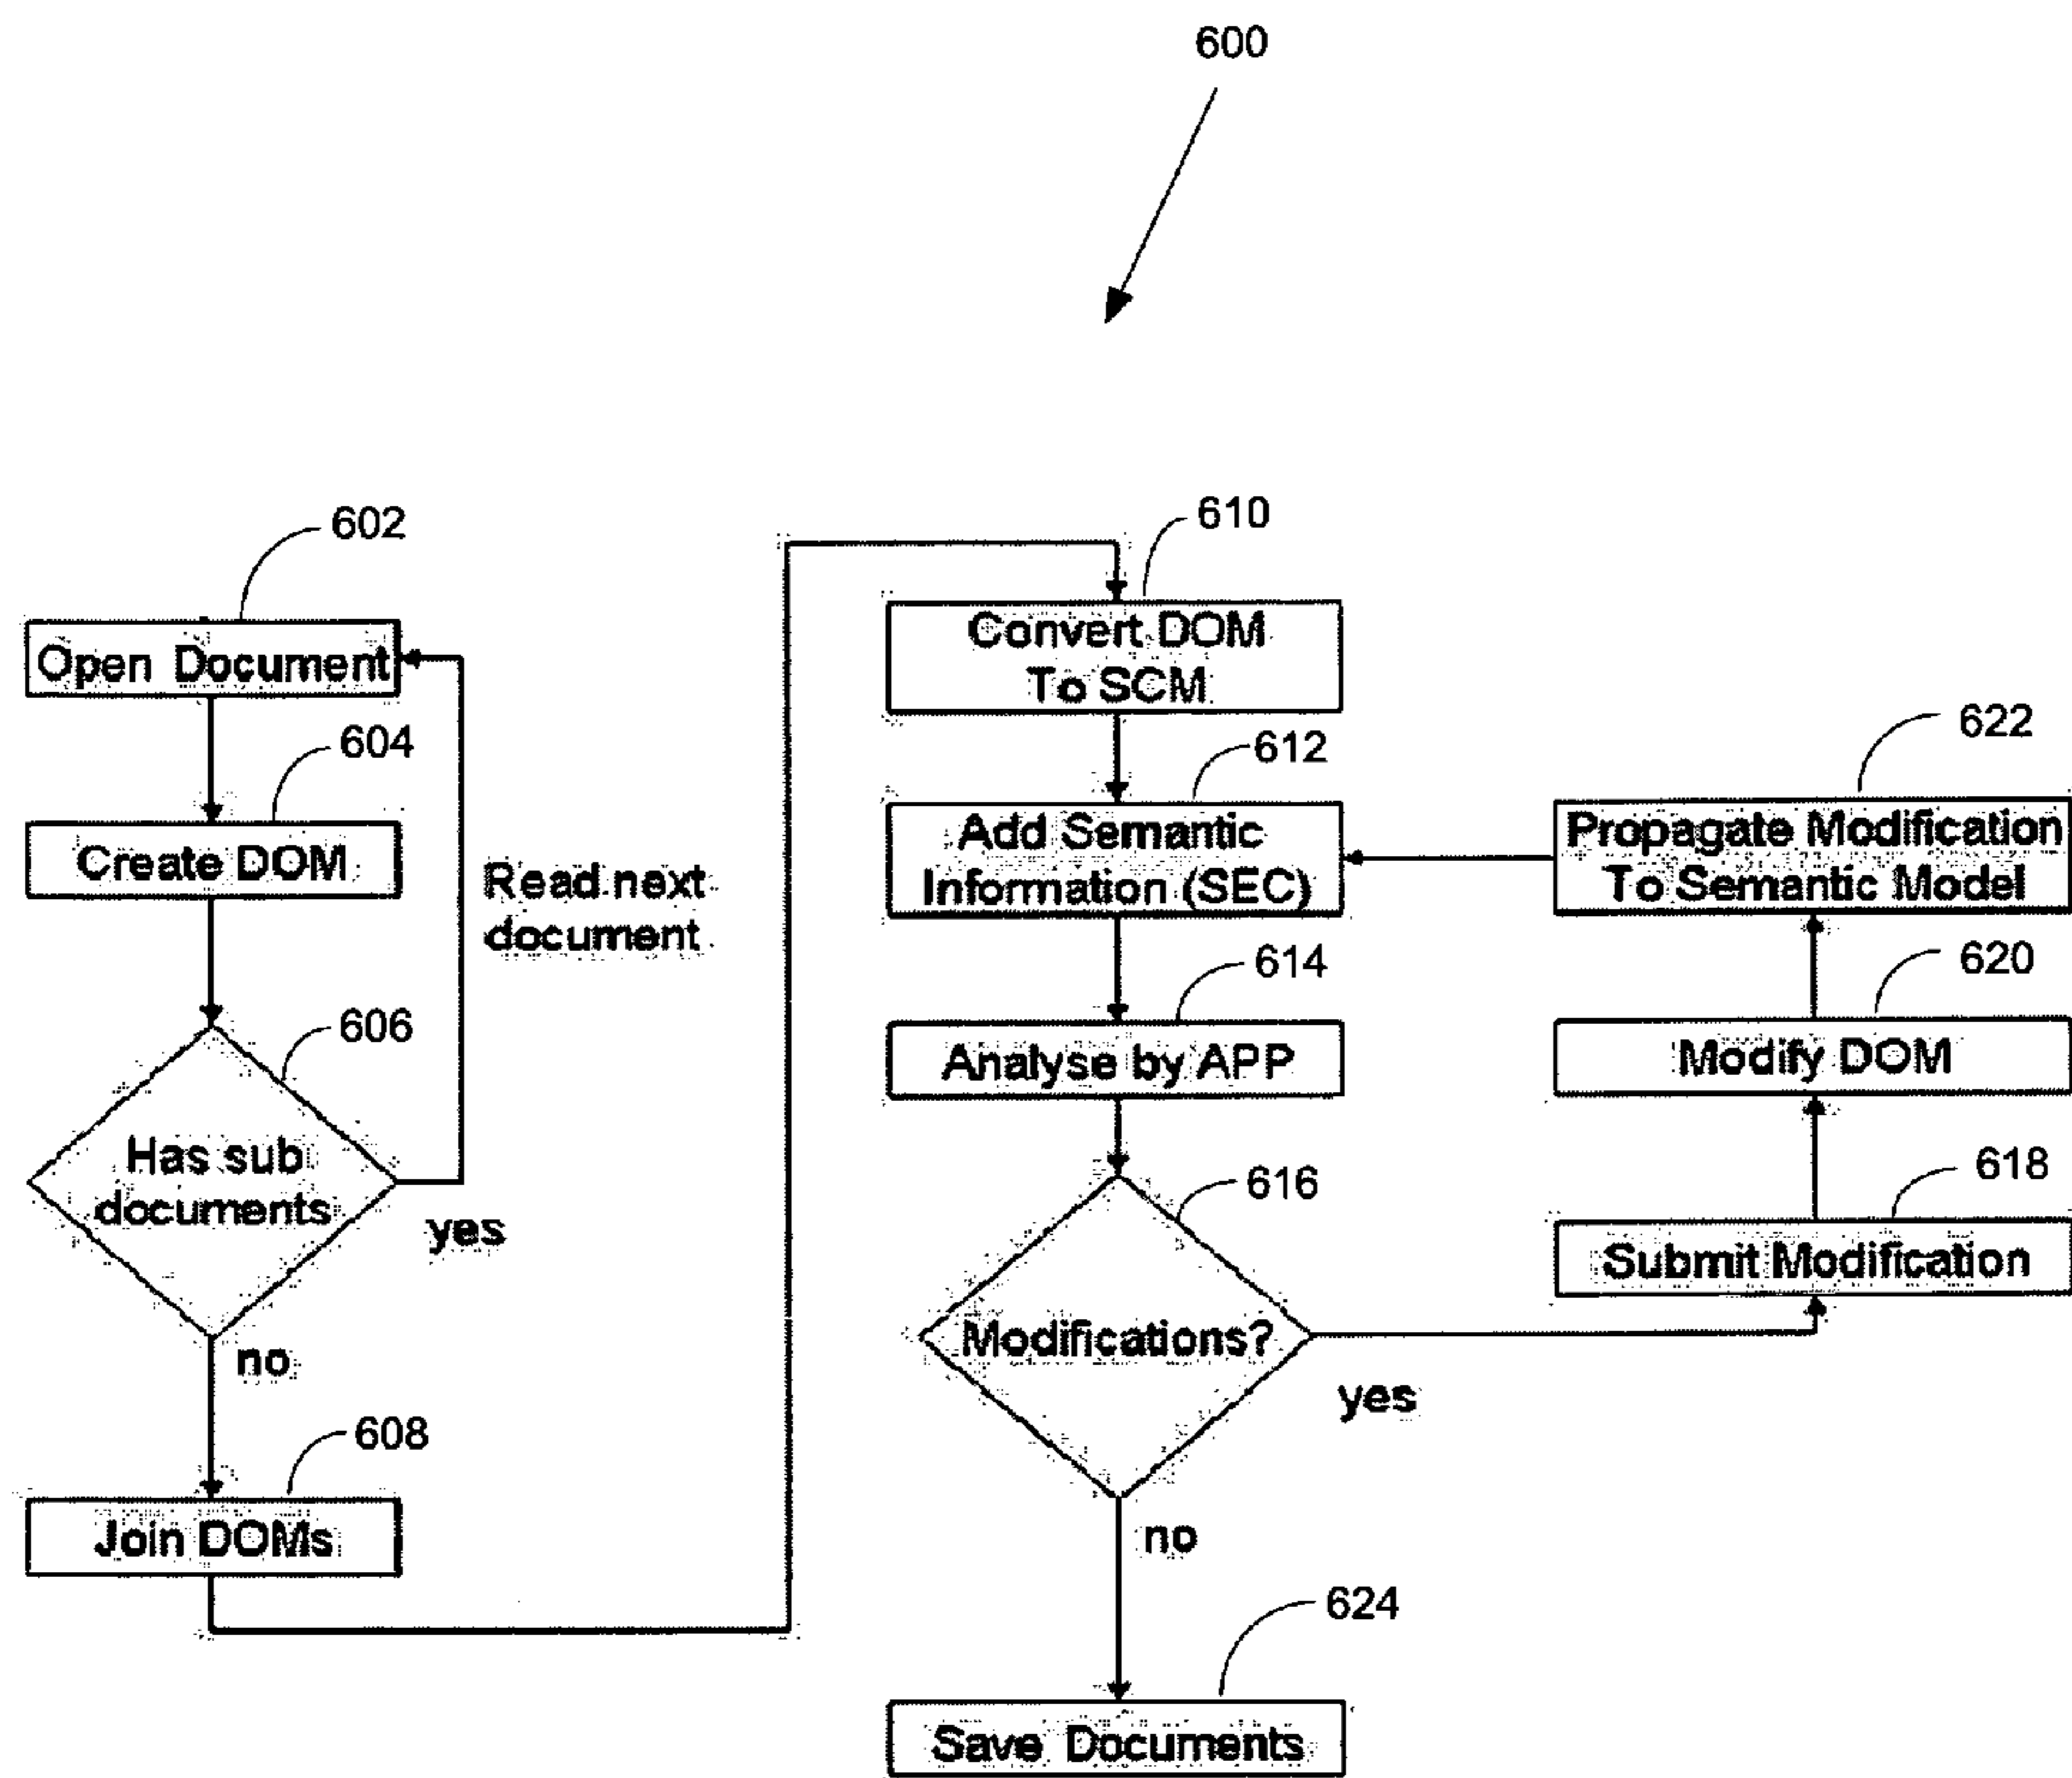 600
602
Open Document
604
Create DOM
Read next
document
606
Has sub
documents
yes
no
608
Join DOMs
610
Convert DOM
To SCM
612
Add Semantic
Information (SEC)
614
Analyse by APP
616
Modifications?
yes
no
624
Save Documents
622
Propagate Modification
To Semantic Model
620
Modify DOM
618
Submit Modification